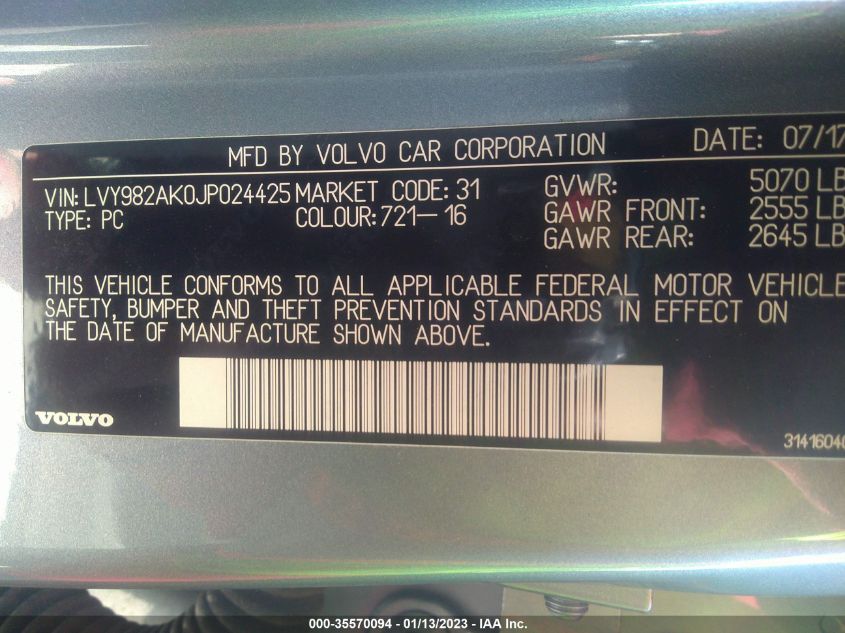 MFD BY VOLVO CAR CORPORATION DATE: 07/17
VIN: LVY982AK0JP024425 MARKET CODE: 31 GVWR: 5070 LB
TYPE: PC COLOUR: 721-16 GAWR FRONT: 2555 LB
GAWR REAR: 2645 LB
THIS VEHICLE CONFORMS TO ALL APPLICABLE FEDERAL MOTOR VEHICLE
SAFETY, BUMPER AND THEFT PREVENTION STANDARDS IN EFFECT ON
THE DATE OF MANUFACTURE SHOWN ABOVE.
VOLVO
3141604
000-35570094 - 01/13/2023 - IAA Inc.